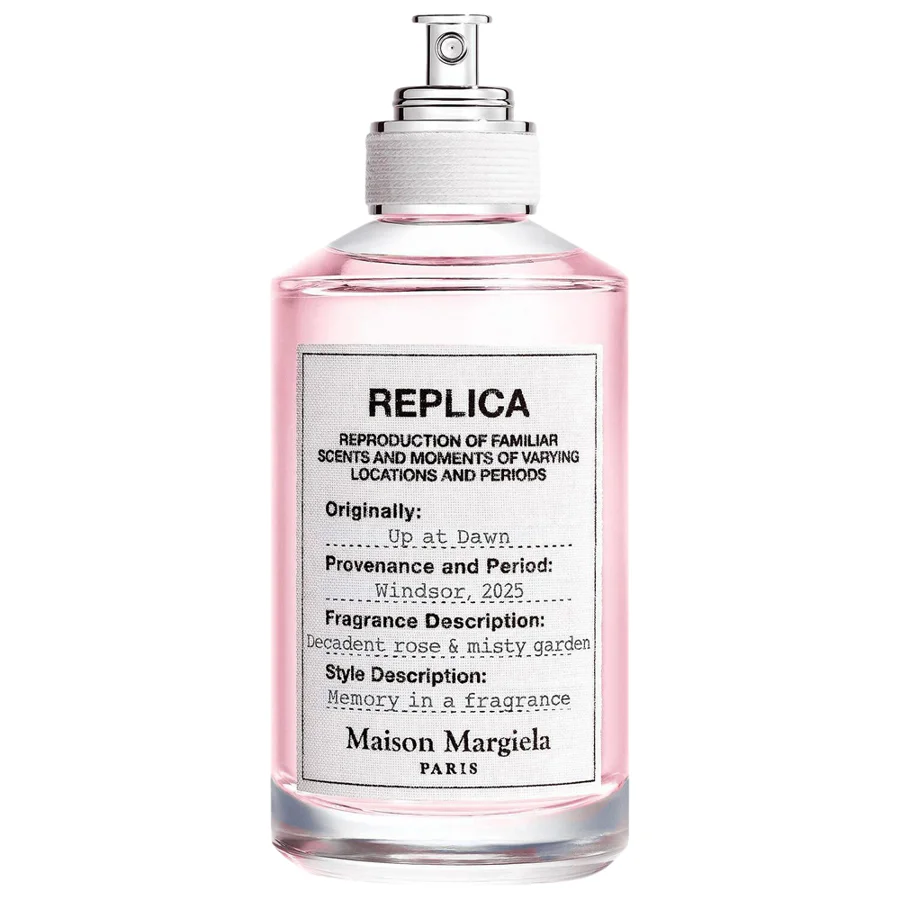 REPLICA
REPRODUCTION OF FAMILIAR
SCENTS AND MOMENTS OF VARYING
LOCATIONS AND PERIODS
Originally:
Up at Dawn
Provenance and Period:
Windsor, 2025
Fragrance Description:
Decadent rose & misty garden
Style Description:
Memory in a fragrance
Maison Margiela
PARIS